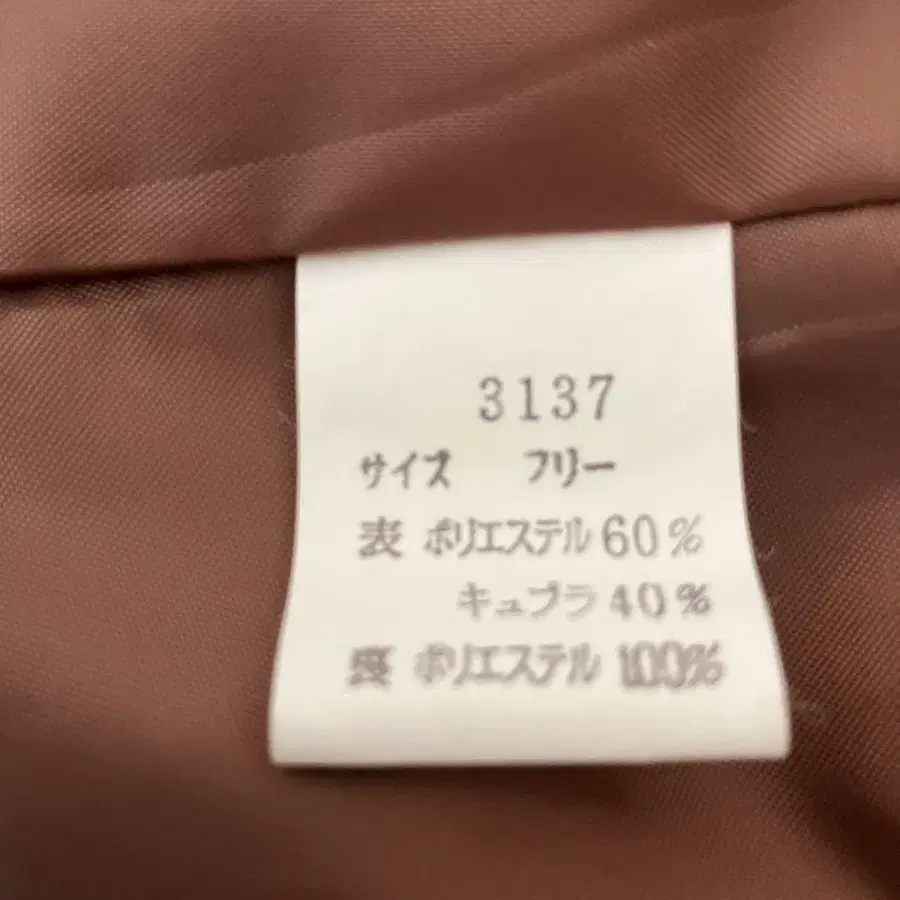 3137
サイズ フリー
表 ポリエステル 60%
キュプラ 40%
裏 ポリエステル 100%